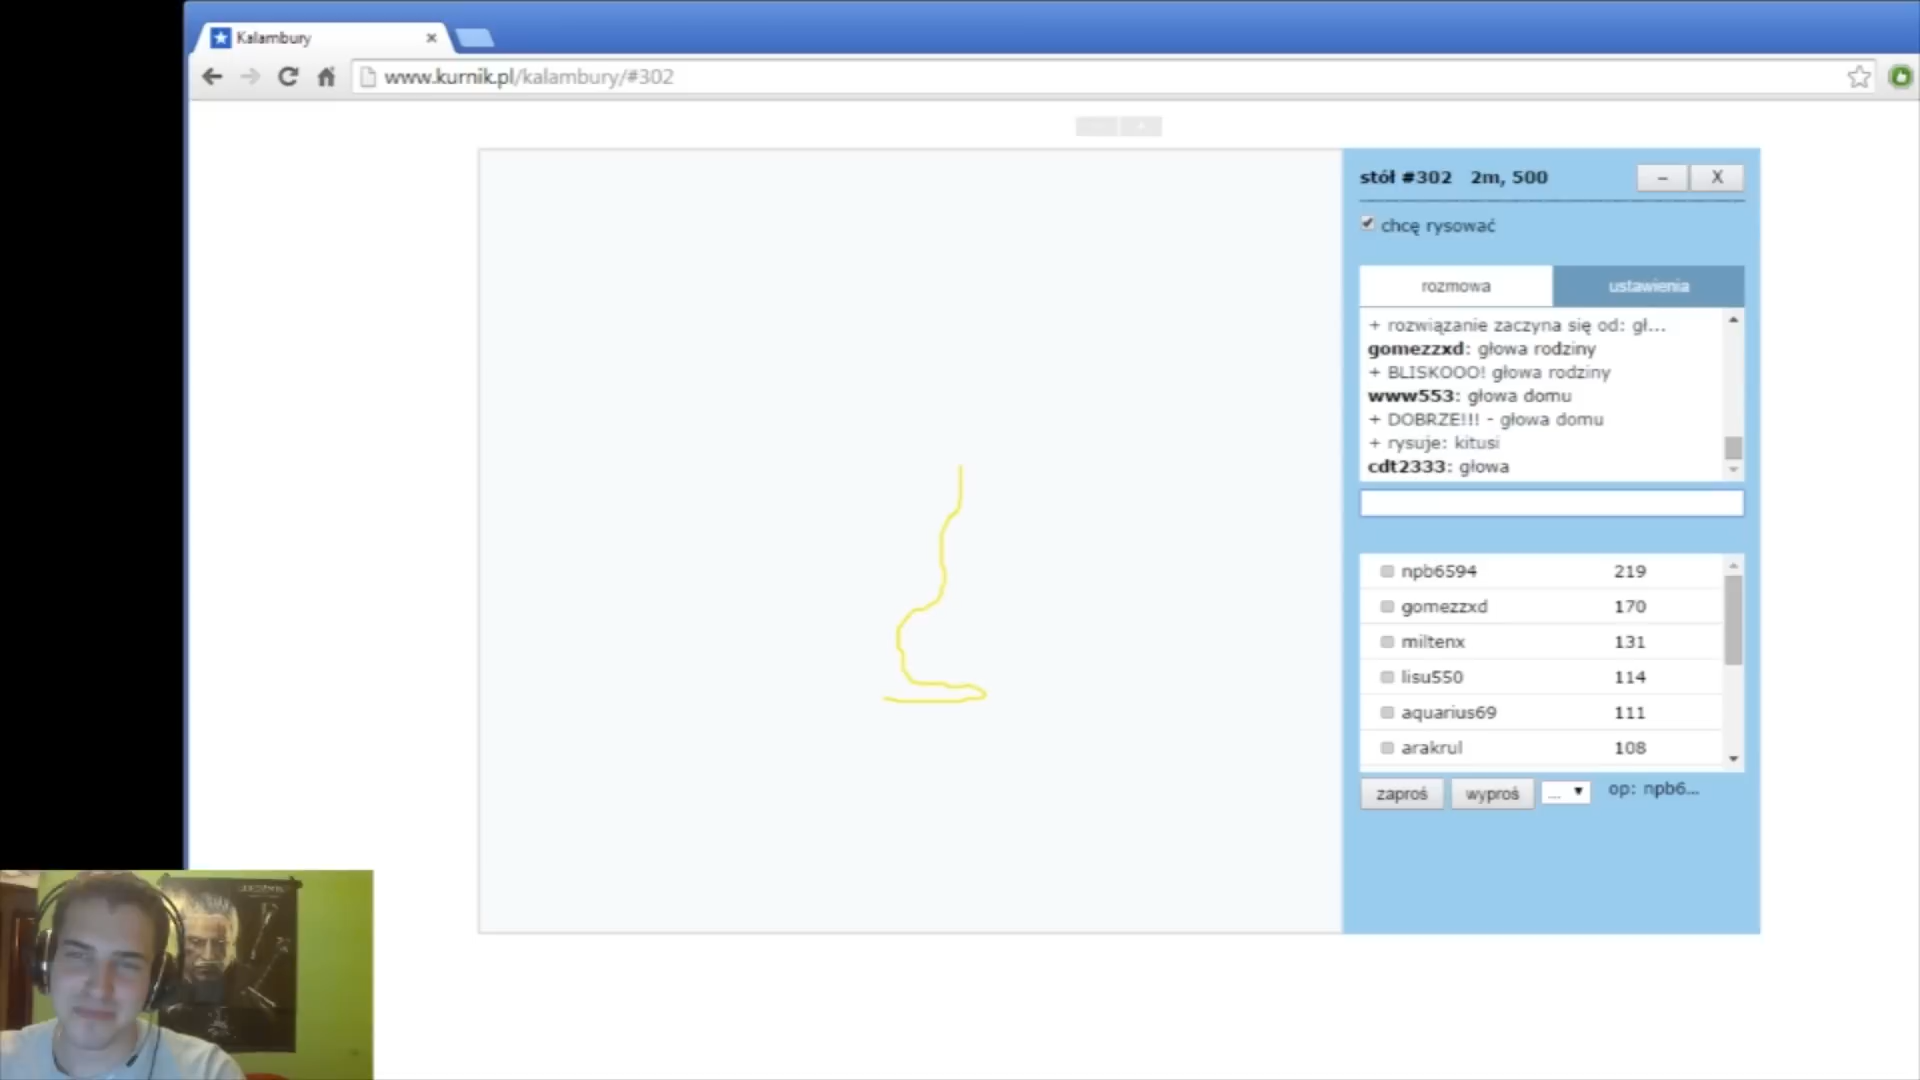 Kalambury
www.kurnik.pl/kalambury/#302
stół #302 2m, 500
– X
chcę rysować
rozmowa ustawienia
+ rozwiązanie zaczyna się od: gł...
gomezzxd: głowa rodziny
+ BLISKOOO! głowa rodziny
www553: głowa domu
+ DOBRZE!!! - głowa domu
+ rysuje: kitusi
cdt2333: głowa
npb6594 219
gomezzxd 170
miltenx 131
lisu550 114
aquarius69 111
arakrul 108
zaproś wyproś ... op: npb6...